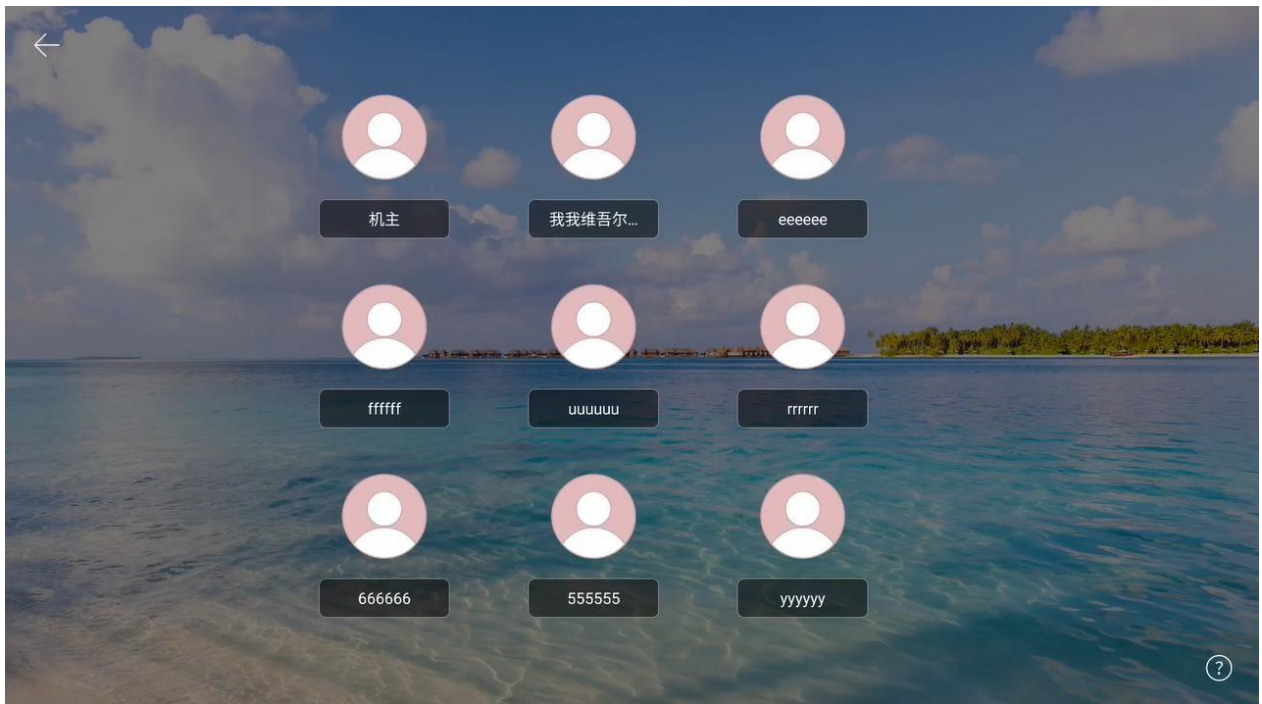 机主
我我维吾尔...
eeeeee
ffffff
uuuuuu
rrrrrr
666666
555555
yyyyyy
?